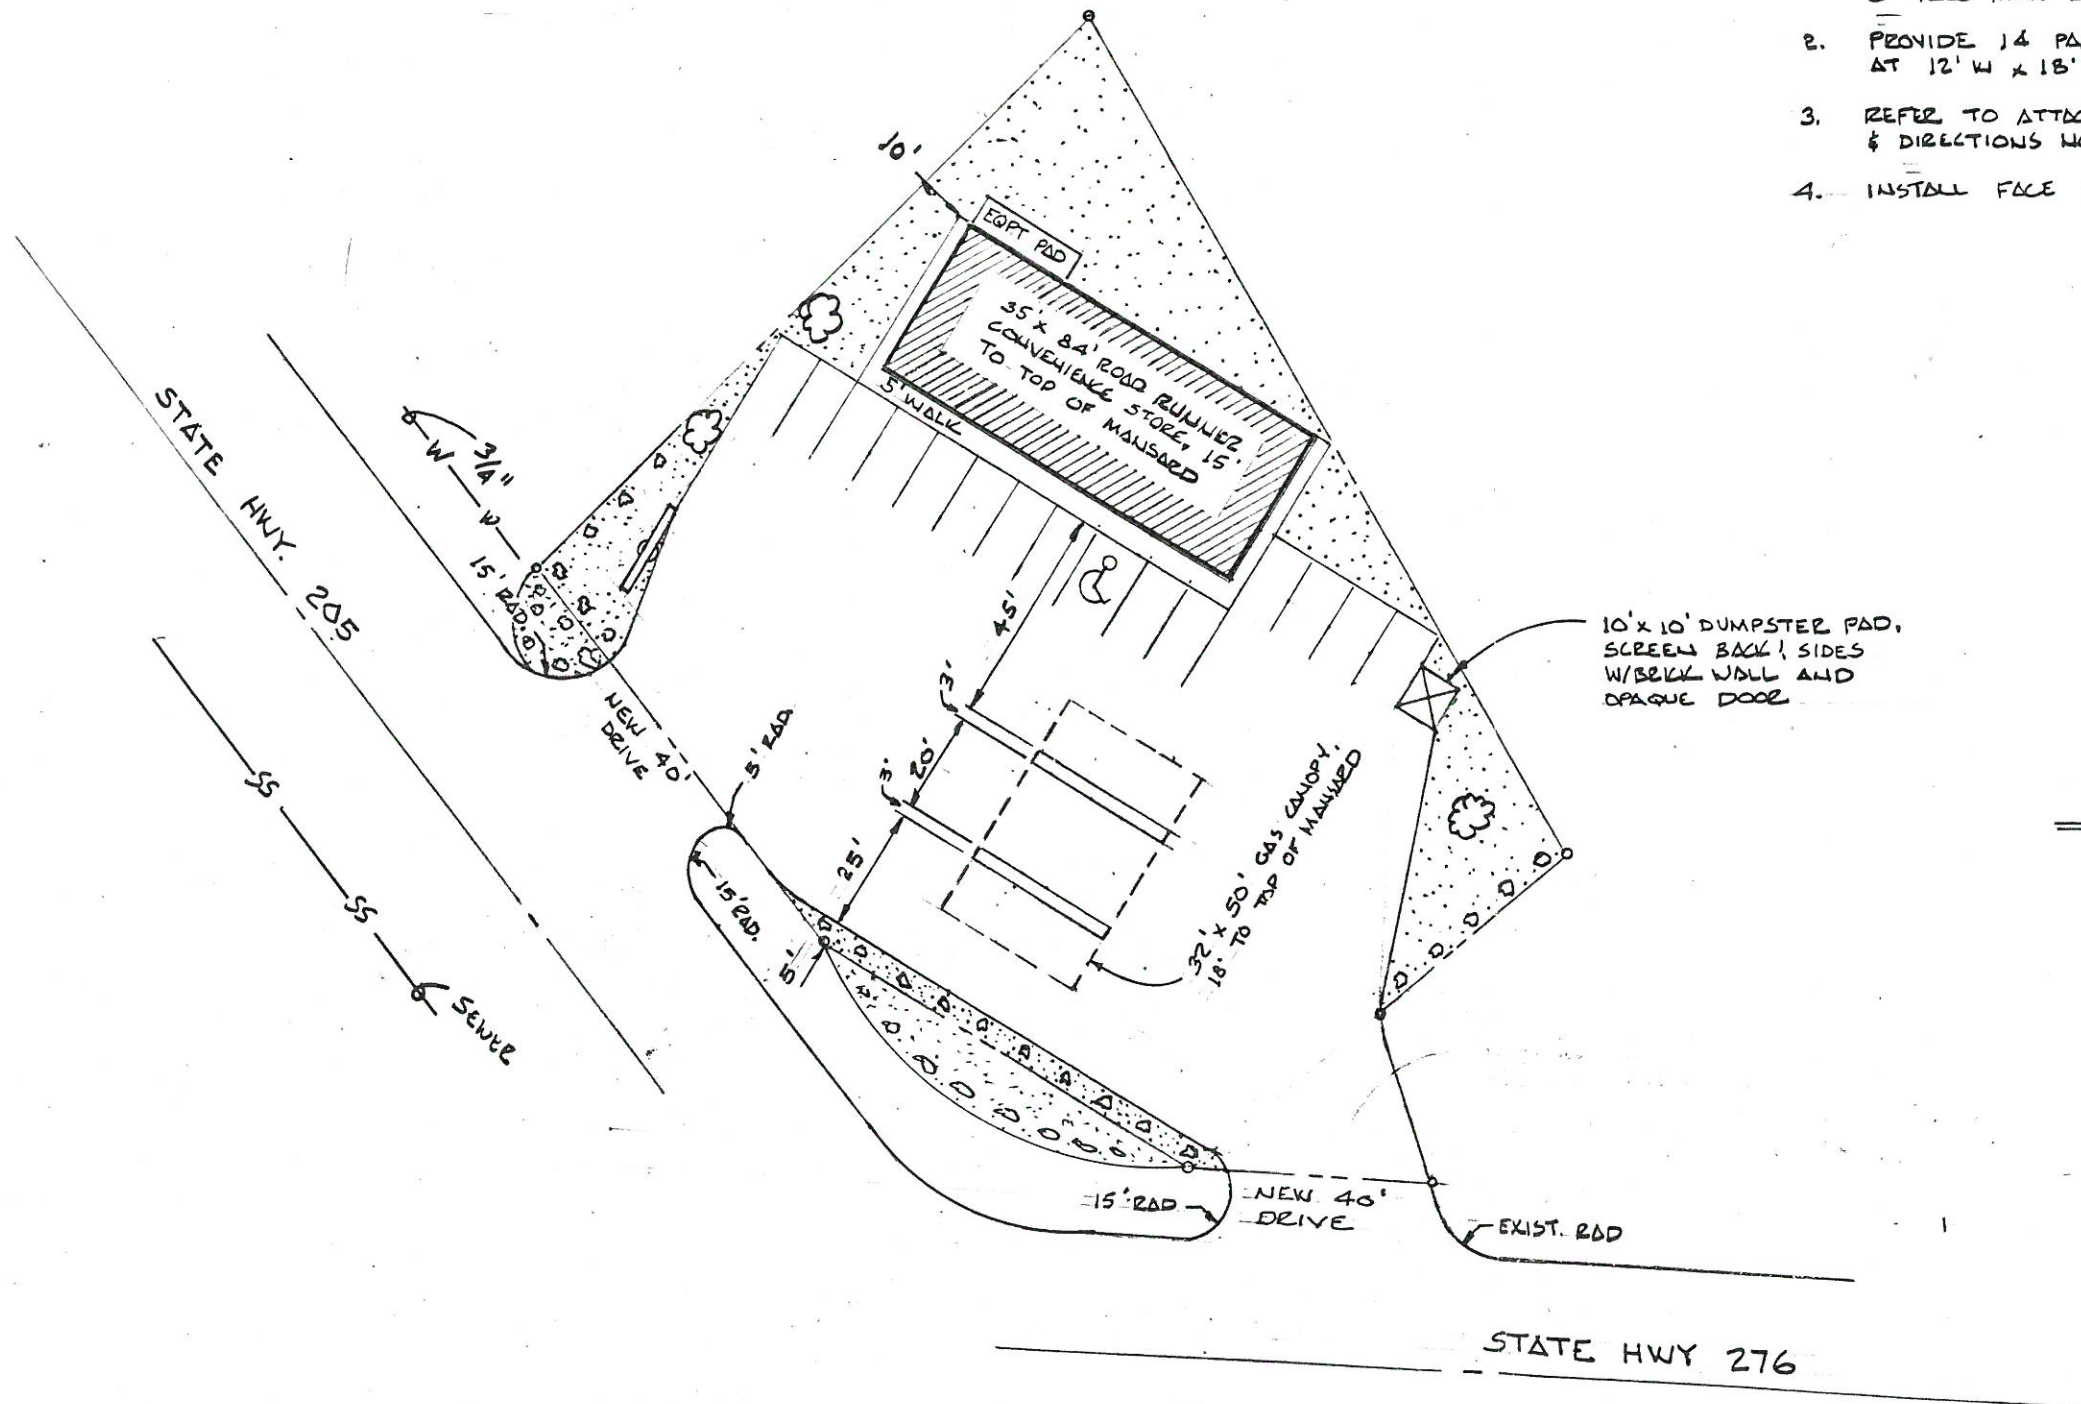 2. PROVIDE 14
AT 12' W x 18'
3. REFER TO
& DIRECTIONS
4. INSTALL FACE
10'
EQPT PAD
35' x 84' ROAD RUNNER
CONVENIENCE STORE, 15'
TO TOP OF MANSARD
5' WALK
STATE HWY. 205
3/4"
W
W
15' RAD.
NEW 40'
DRIVE
5' RAD.
15' RAD.
5'
45'
3'
20'
3'
25'
10' x 10' DUMPSTER PAD,
SCREEN BACK & SIDES
W/BRICK WALL AND
OPAQUE DOOR
32' x 50' GAS CANOPY,
18' TO TOP OF MANSARD
SS
SS
SEWER
15' RAD
NEW 40'
DRIVE
EXIST. RAD
STATE HWY 276